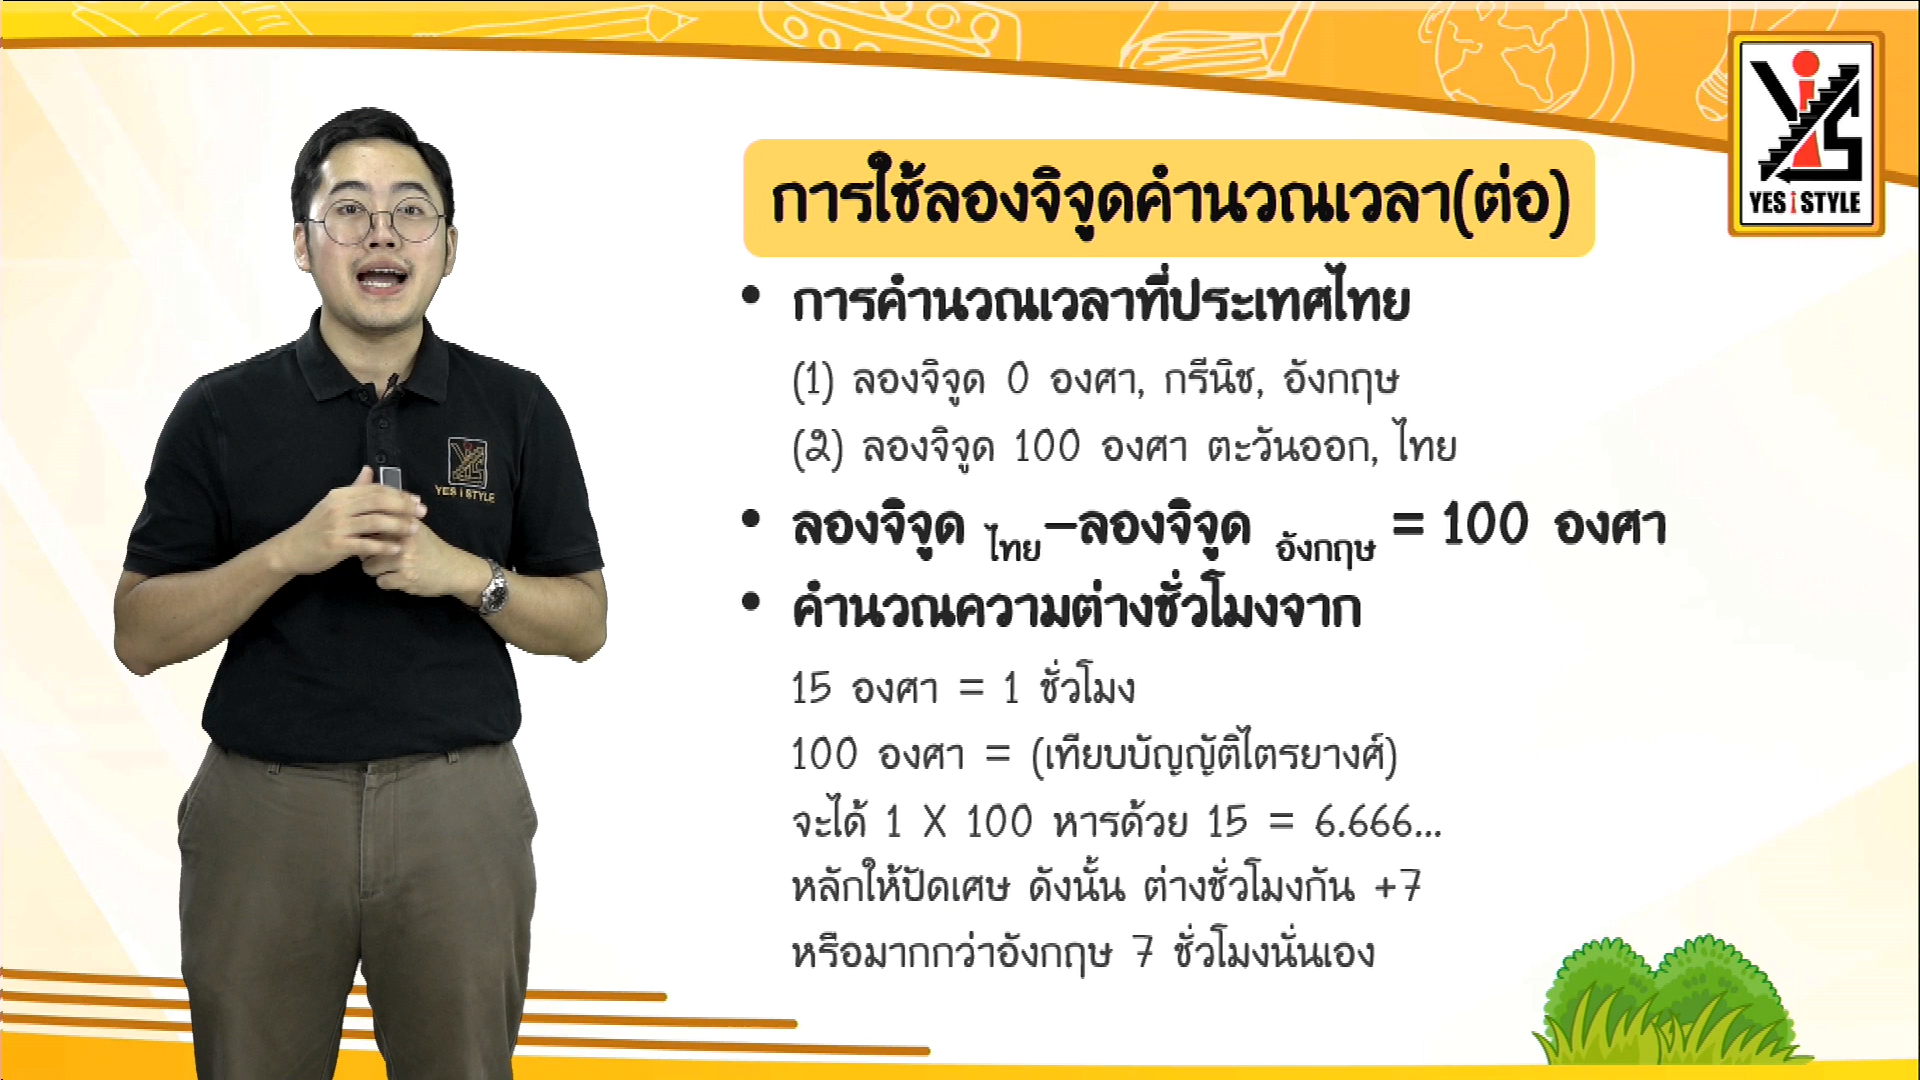 YES i STYLE
การใช้ลองจิจูดคำนวณเวลา(ต่อ)
• การคำนวณเวลาที่ประเทศไทย
(1) ลองจิจูด 0 องศา, กรีนิช, อังกฤษ
(2) ลองจิจูด 100 องศา ตะวันออก, ไทย
• ลองจิจูด ไทย–ลองจิจูด อังกฤษ = 100 องศา
• คำนวณความต่างชั่วโมงจาก
15 องศา = 1 ชั่วโมง
100 องศา = (เทียบบัญญัติไตรยางศ์)
จะได้ 1 X 100 หารด้วย 15 = 6.666...
หลักให้ปัดเศษ ดังนั้น ต่างชั่วโมงกัน +7
หรือมากกว่าอังกฤษ 7 ชั่วโมงนั่นเอง
YES i STYLE